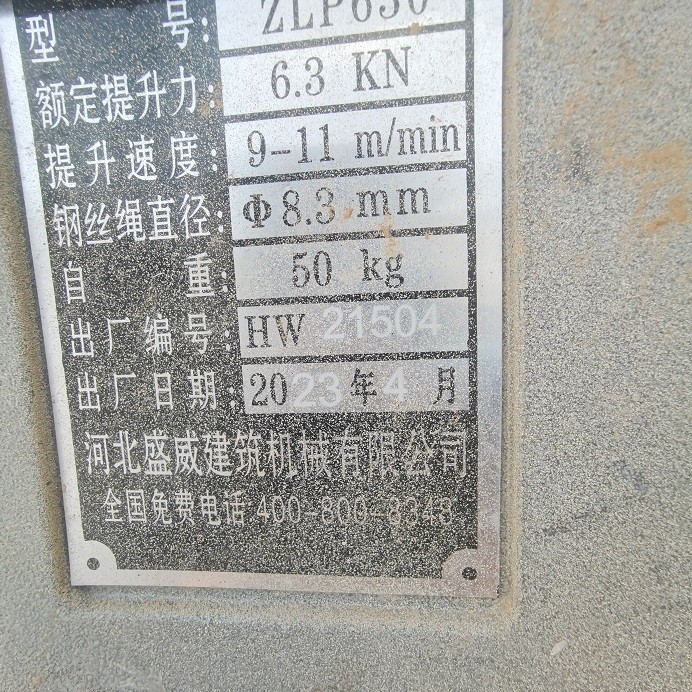 型号: ZLP630
额定提升力: 6.3 KN
提升速度: 9-11 m/min
钢丝绳直径: Φ8.3 mm
自重: 50 kg
出厂编号: HW 21504
出厂日期: 2023年4月
河北盛威建筑机械有限公司
全国免费电话 400-800-8348